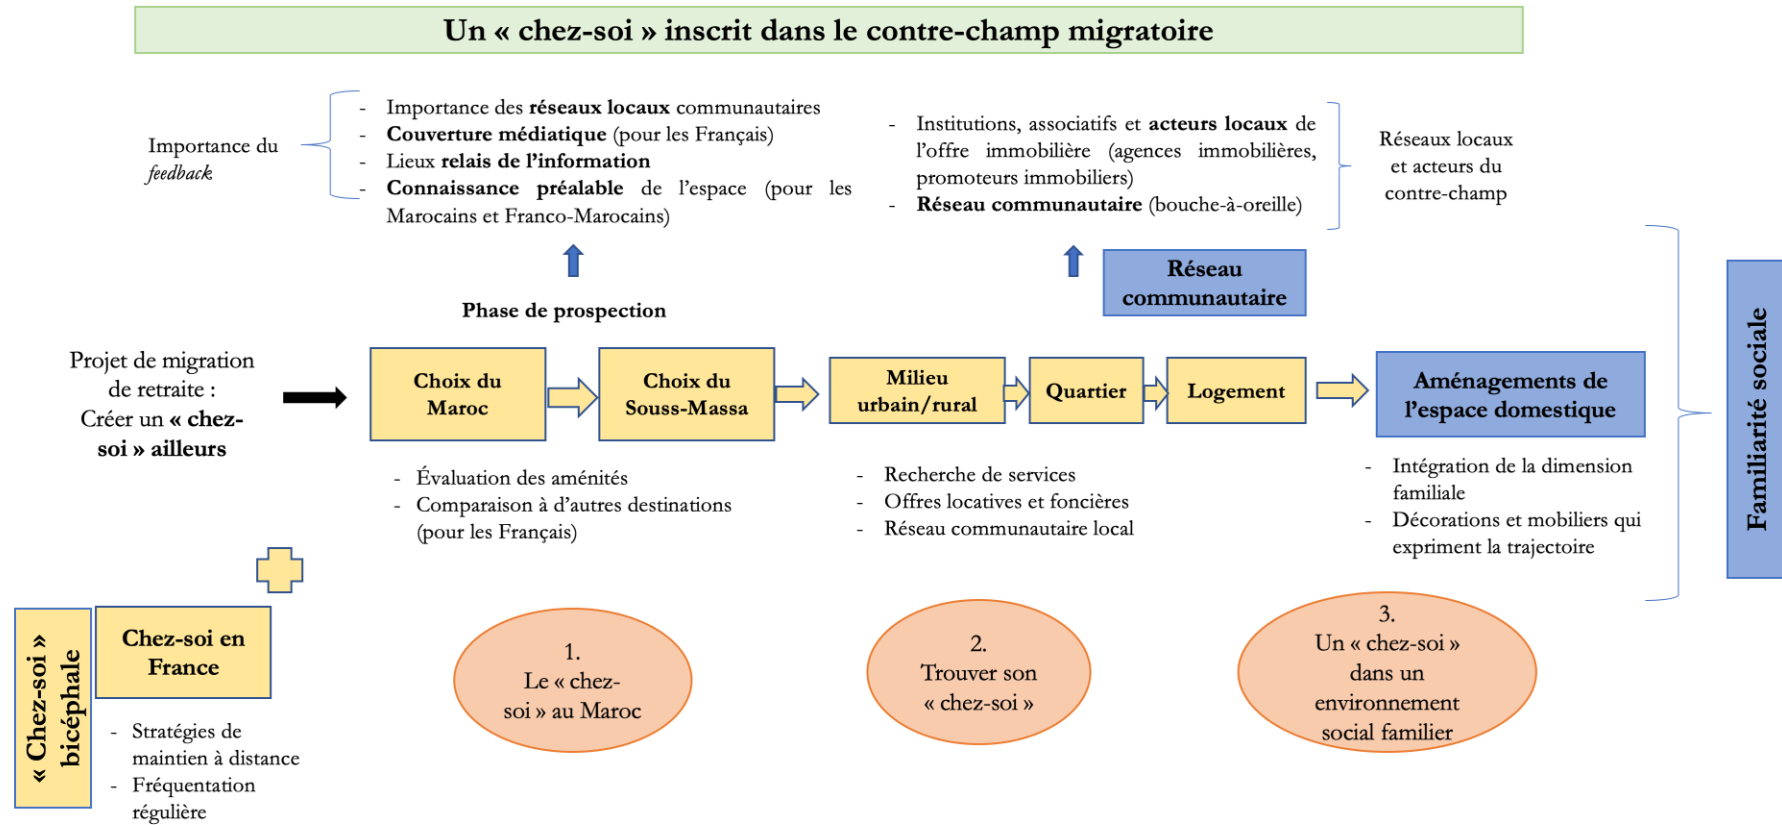 Un « chez-soi » inscrit dans le contre-champ migratoire
Importance du
feedback
- Importance des réseaux locaux communautaires
- Couverture médiatique (pour les Français)
- Lieux relais de l'information
- Connaissance préalable de l'espace (pour les
Marocains et Franco-Marocains)
- Institutions, associatifs et acteurs locaux de
l'offre immobilière (agences immobilières,
promoteurs immobiliers)
- Réseau communautaire (bouche-à-oreille)
Réseaux locaux
et acteurs du
contre-champ
Réseau
communautaire
Phase de prospection
Projet de migration
de retraite :
Créer un « chez-
soi » ailleurs
Choix du
Maroc
Choix du
Souss-Massa
Milieu
urbain/rural
Quartier
Logement
Aménagements de
l'espace domestique
Familiarité sociale
- Évaluation des aménités
- Comparaison à d'autres destinations
(pour les Français)
- Recherche de services
- Offres locatives et foncières
- Réseau communautaire local
- Intégration de la dimension
familiale
- Décorations et mobiliers qui
expriment la trajectoire
« Chez-soi »
bicéphale
Chez-soi en
France
- Stratégies de
maintien à distance
- Fréquentation
régulière
1.
Le « chez-
soi » au Maroc
2.
Trouver son
« chez-soi »
3.
Un « chez-soi »
dans un
environnement
social familier